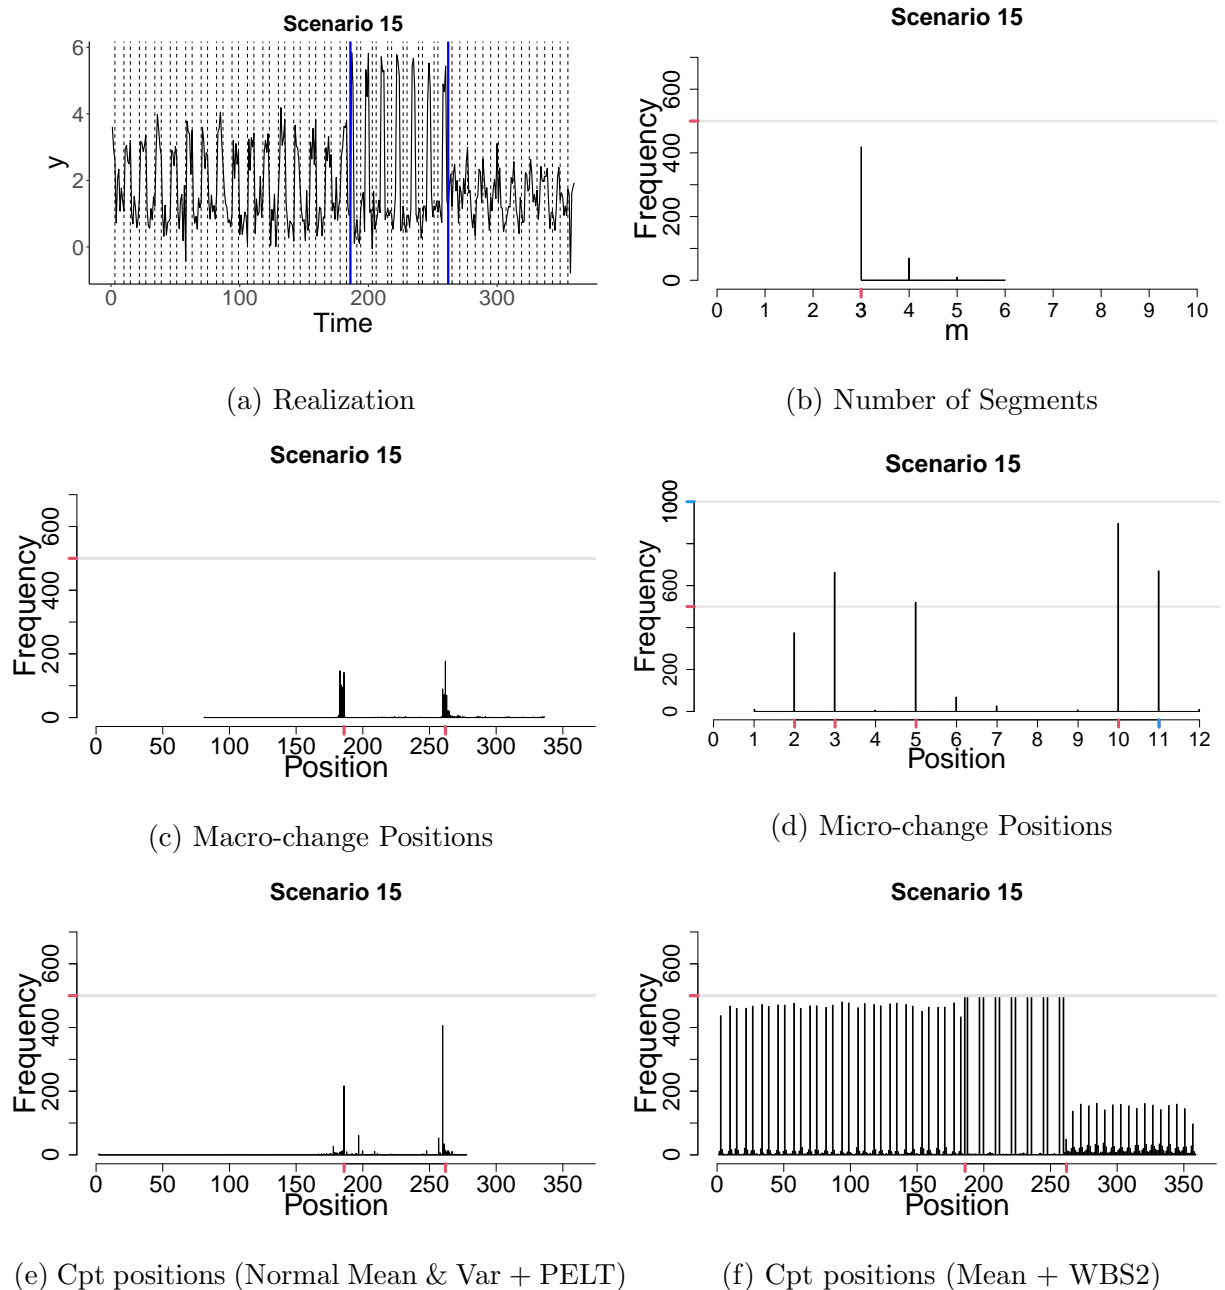 Scenario 15
y
0
2
4
6
0
100
200
300
Time
(a) Realization
Scenario 15
Frequency
0
200
400
600
0 1 2 3 4 5 6 7 8 9 10
m
(b) Number of Segments
Scenario 15
Frequency
0
200
400
600
0 50 100 150 200 250 300 350
Position
(c) Macro-change Positions
Scenario 15
Frequency
0
200
600
1000
0 1 2 3 4 5 6 7 8 9 10 11 12
Position
(d) Micro-change Positions
Scenario 15
Frequency
0
200
400
600
0 50 100 150 200 250 300 350
Position
(e) Cpt positions (Normal Mean & Var + PELT)
Scenario 15
Frequency
0
200
400
600
0 50 100 150 200 250 300 350
Position
(f) Cpt positions (Mean + WBS2)